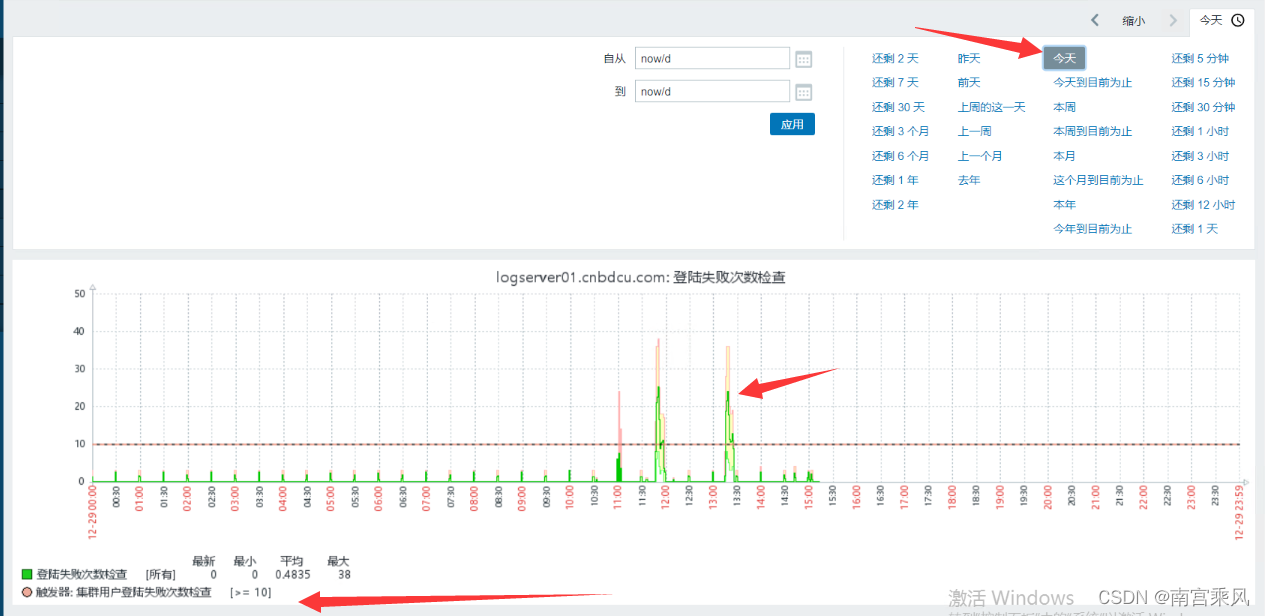 缩小 今天
自从 now/d
到 now/d
应用
还剩 2 天 昨天 今天 还剩 5 分钟
还剩 7 天 前天 今天到目前为止 还剩 15 分钟
还剩 30 天 上周的这一天 本周 还剩 30 分钟
还剩 3 个月 上一周 本周到目前为止 还剩 1 小时
还剩 6 个月 上一个月 本月 还剩 3 小时
还剩 1 年 去年 这个月到目前为止 还剩 6 小时
还剩 2 年 本年 还剩 12 小时
今年到目前为止 还剩 1 天
logserver01.cnbdcu.com: 登陆失败次数检查
50
40
30
20
10
0
12-29 00:00 00:30 01:00 01:30 02:00 02:30 03:00 03:30 04:00 04:30 05:00 05:30 06:00 06:30 07:00 07:30 08:00 08:30 09:00 09:30 10:00 10:30 11:00 11:30 12:00 12:30 13:00 13:30 14:00 14:30 15:00 15:30 16:00 16:30 17:00 17:30 18:00 18:30 19:00 19:30 20:00 20:30 21:00 21:30 22:00 22:30 23:00 23:30 12-29 23:59
最新 最小 平均 最大
登陆失败次数检查 [所有] 0 0 0.4835 38
触发器: 集群用户登陆失败次数检查 [>= 10]
激活 Windows
CSDN @南宫乘风